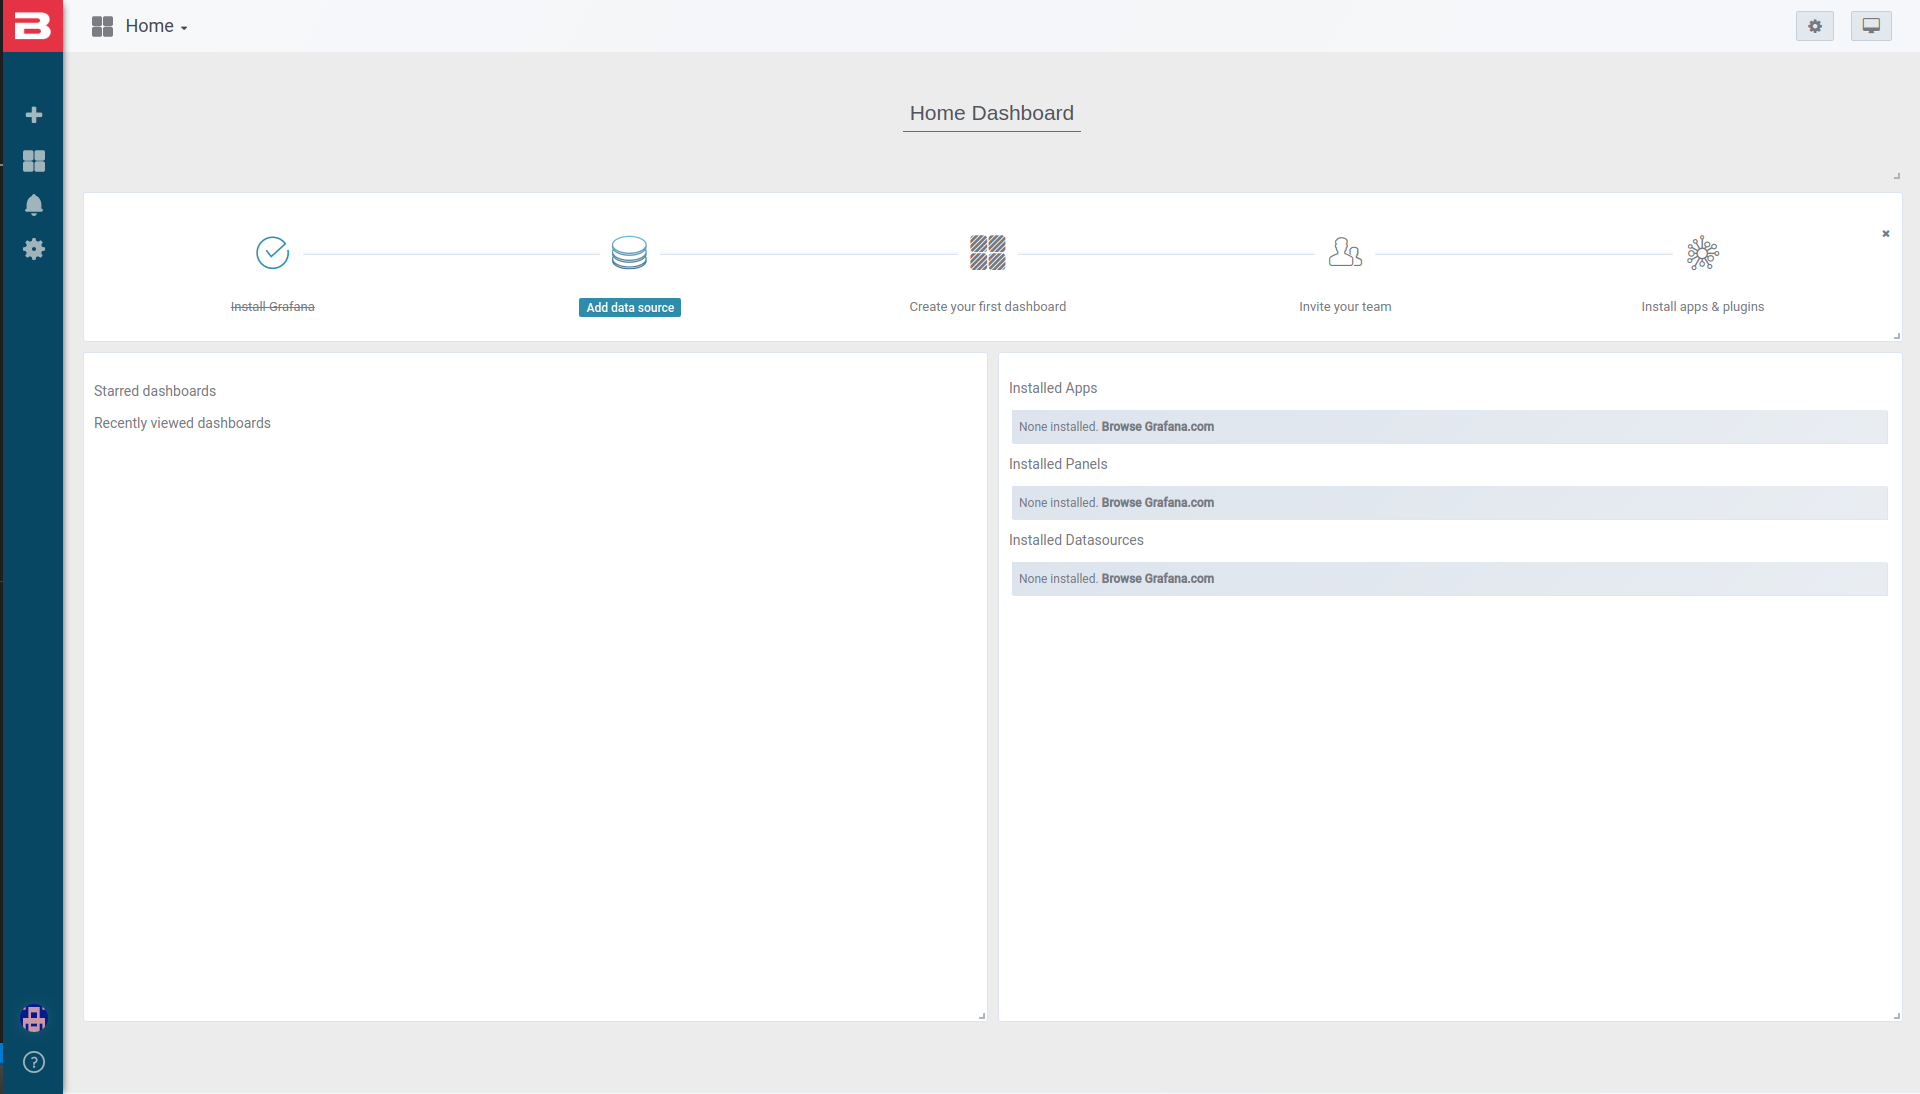 B
Home
Home Dashboard
Install Grafana
Add data source
Create your first dashboard
Invite your team
Install apps & plugins
Starred dashboards
Recently viewed dashboards
Installed Apps
None installed. Browse Grafana.com
Installed Panels
None installed. Browse Grafana.com
Installed Datasources
None installed. Browse Grafana.com
?